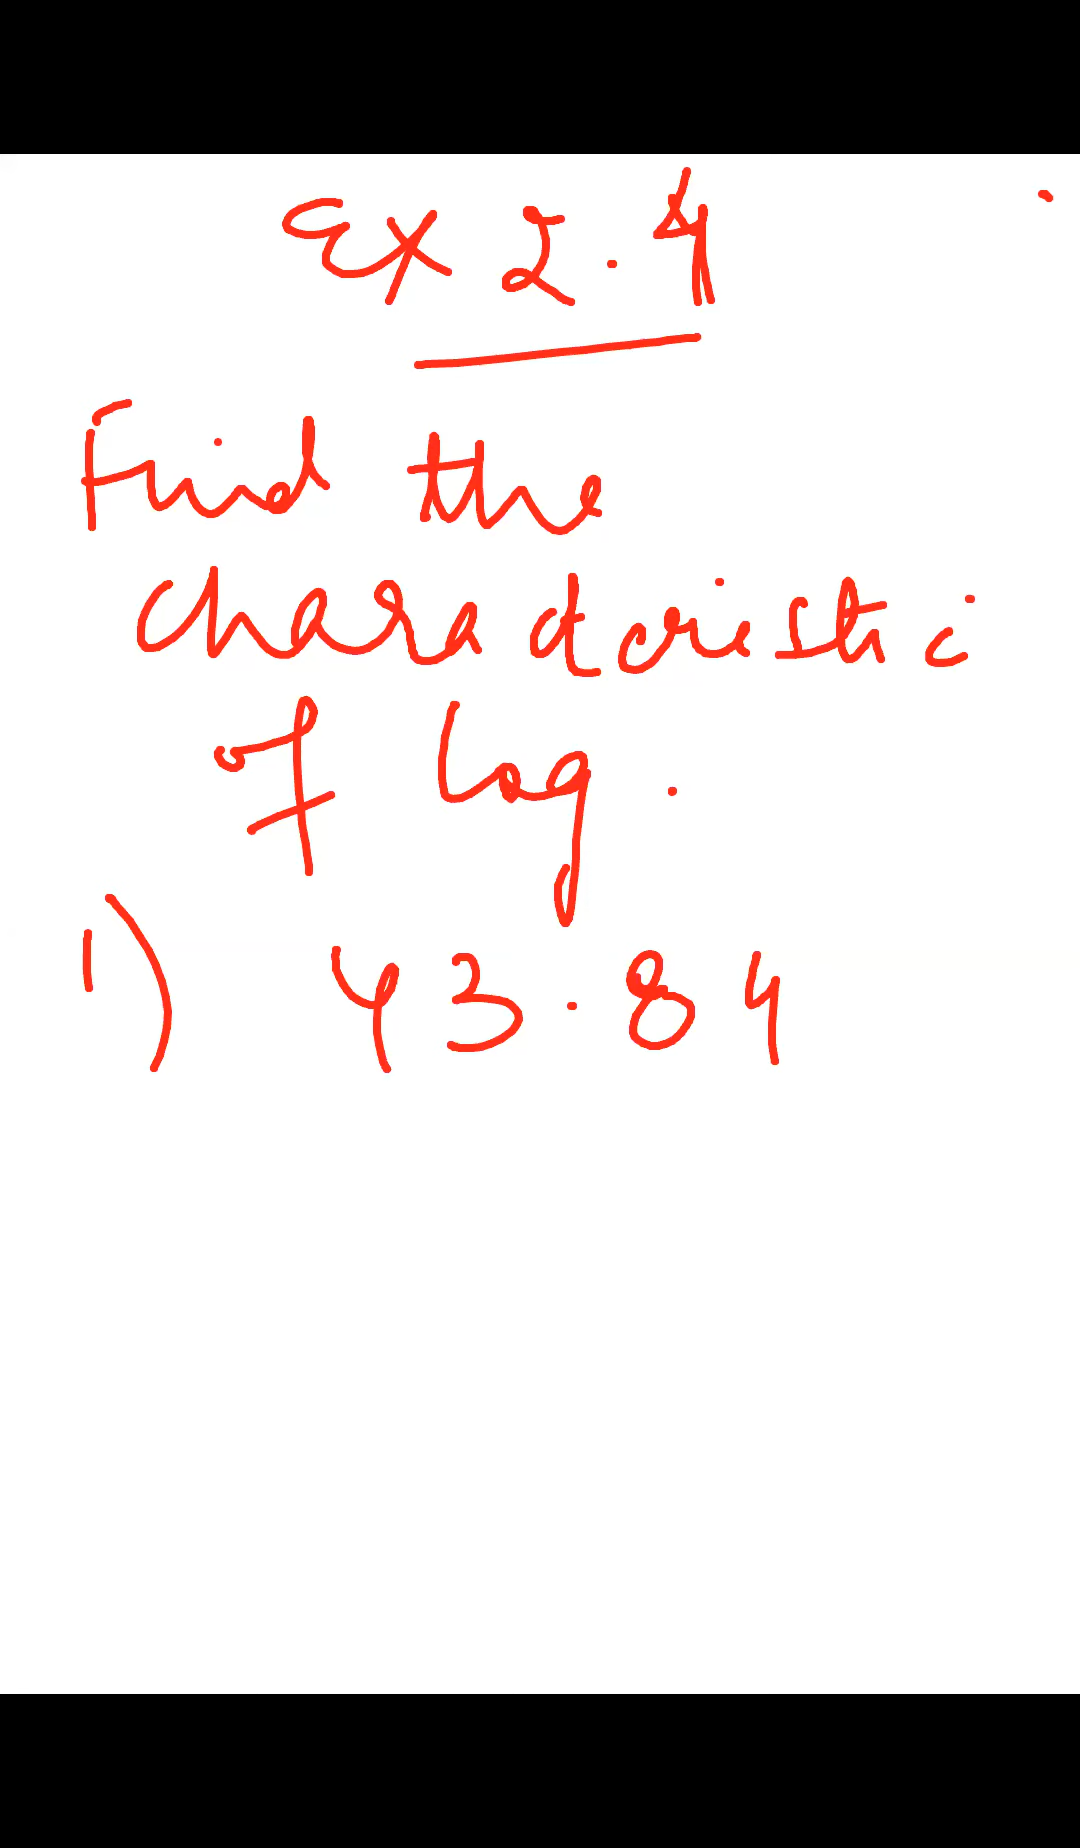 Ex 2.4
Find the
characteristic
of log.
1) 43.84